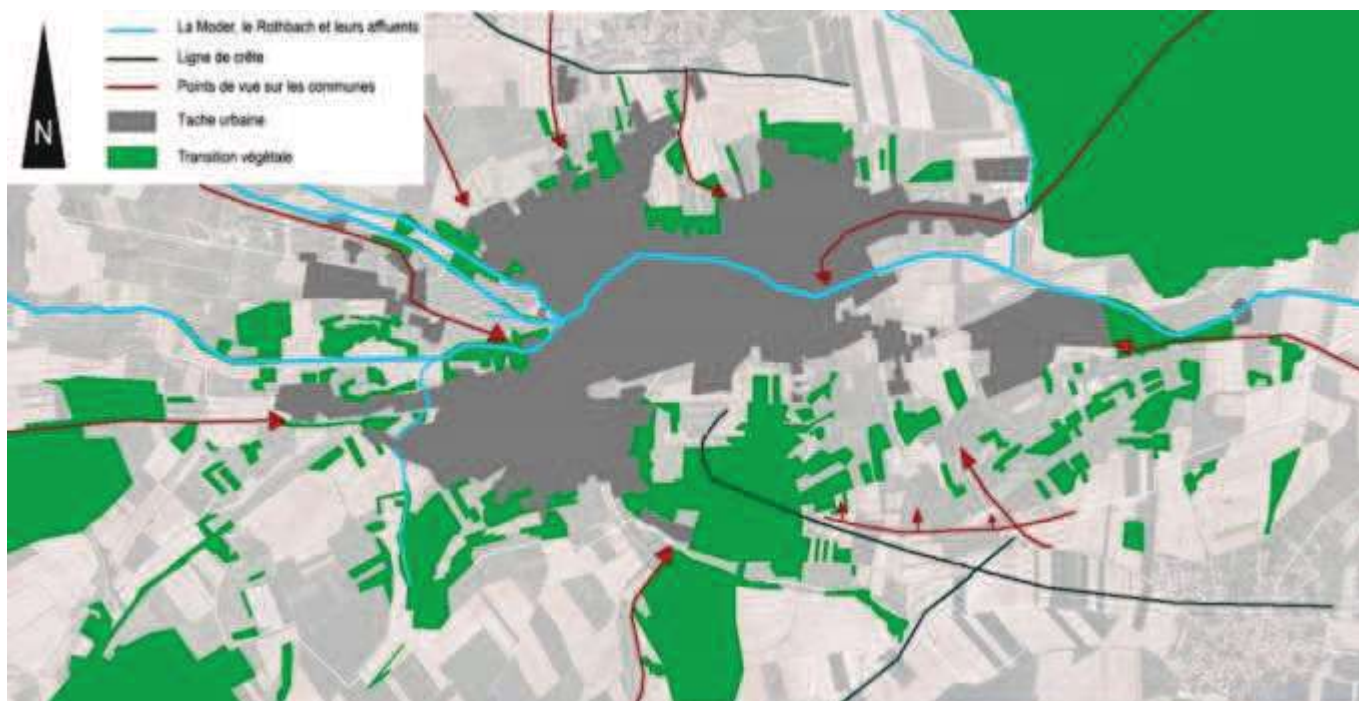 La Moder, le Rothbach et leurs affluents
Ligne de crête
Points de vue sur les communes
Tache urbaine
Transition végétale
N